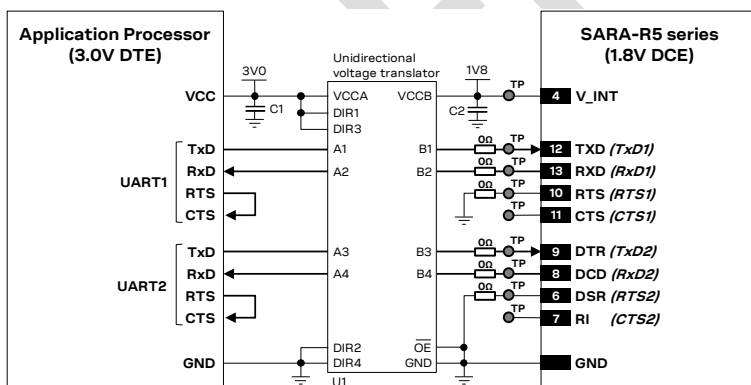 Application Processor
(3.0V DTE)
SARA-R5 series
(1.8V DCE)
Unidirectional
voltage translator
3V0
1V8
TP
VCC
VCCA
VCCB
4
V_INT
C1
C2
DIR1
DIR3
0Ω
TP
TxD
A1
B1
12
TXD (TxD1)
0Ω
TP
RxD
A2
B2
13
RXD (RxD1)
UART1
0Ω
TP
RTS
10
RTS (RTS1)
TP
CTS
11
CTS (CTS1)
0Ω
TP
TxD
A3
B3
9
DTR (TxD2)
0Ω
TP
RxD
A4
B4
8
DCD (RxD2)
UART2
0Ω
TP
RTS
6
DSR (RTS2)
TP
CTS
7
RI (CTS2)
DIR2
OE
GND
DIR4
GND
GND
U1